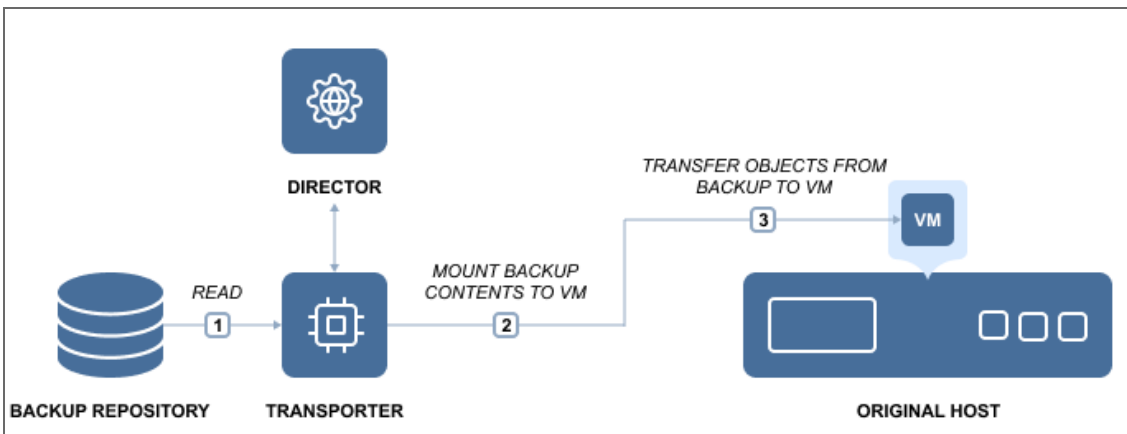 DIRECTOR
TRANSFER OBJECTS FROM
BACKUP TO VM
3
VM
READ
1
MOUNT BACKUP
CONTENTS TO VM
2
BACKUP REPOSITORY
TRANSPORTER
ORIGINAL HOST